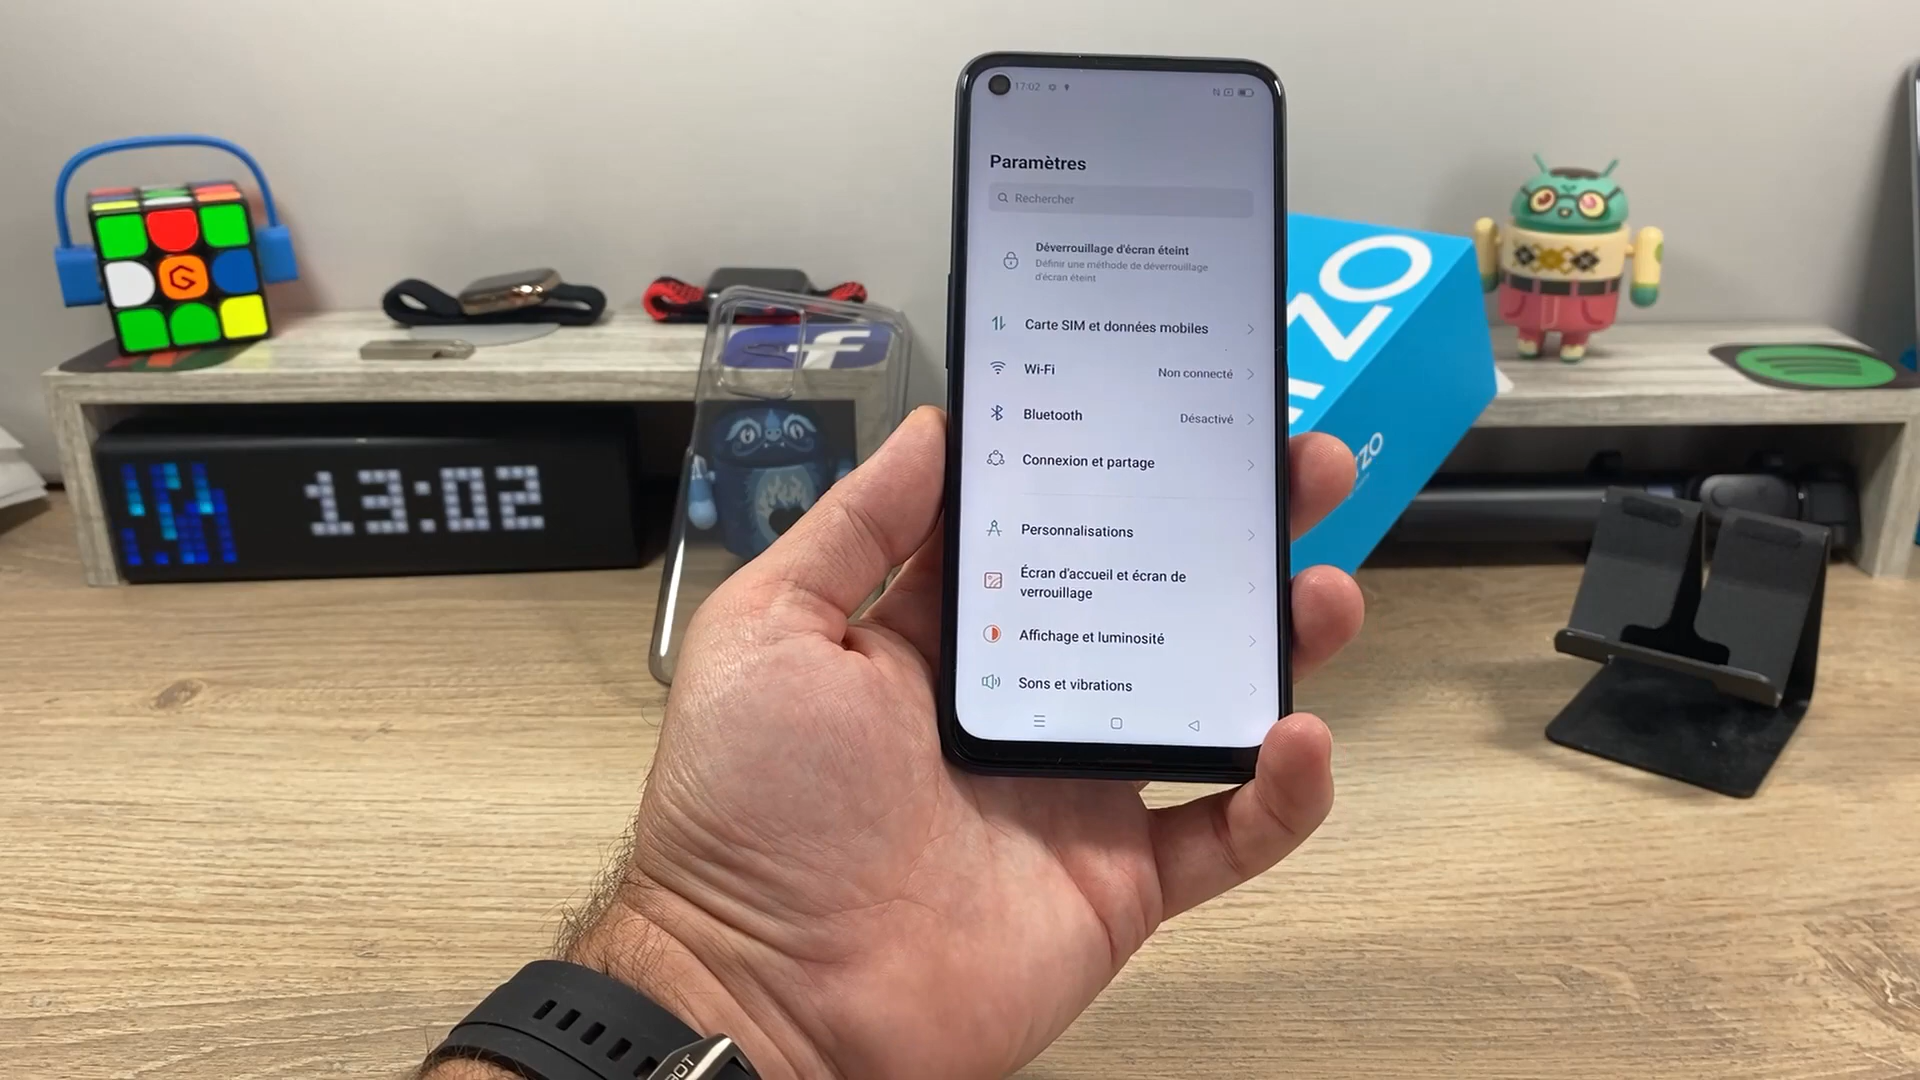 17:02
Paramètres
Rechercher
Déverrouillage d'écran éteint
Définir une méthode de déverrouillage
d'écran éteint
Carte SIM et données mobiles
Wi-Fi
Non connecté
Bluetooth
Désactivé
Connexion et partage
Personnalisations
Écran d'accueil et écran de
verrouillage
Affichage et luminosité
Sons et vibrations
13:02
ZO